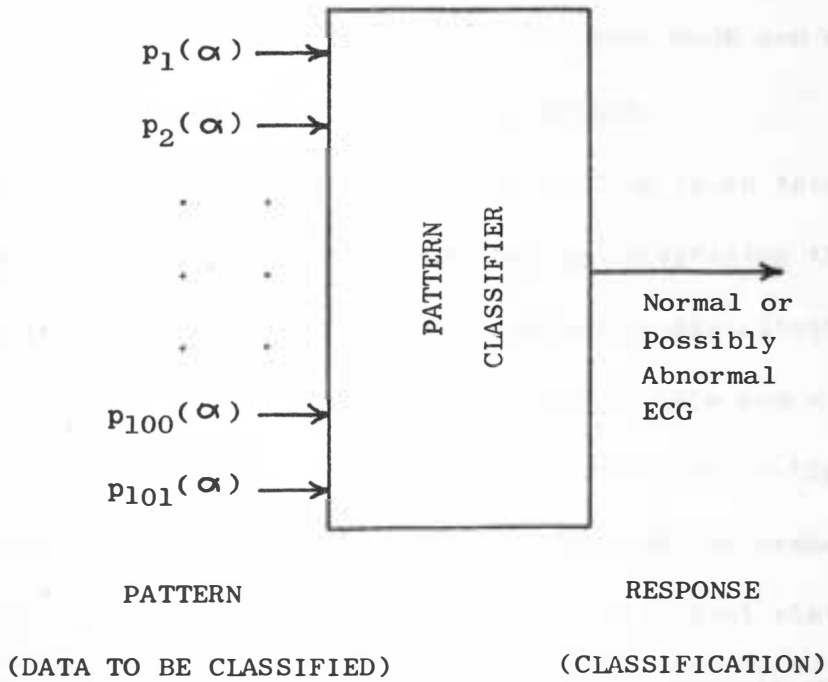 p₁(α)
p₂(α)
p₁₀₀(α)
p₁₀₁(α)
PATTERN
CLASSIFIER
Normal or
Possibly
Abnormal
ECG
PATTERN
RESPONSE
(DATA TO BE CLASSIFIED)
(CLASSIFICATION)